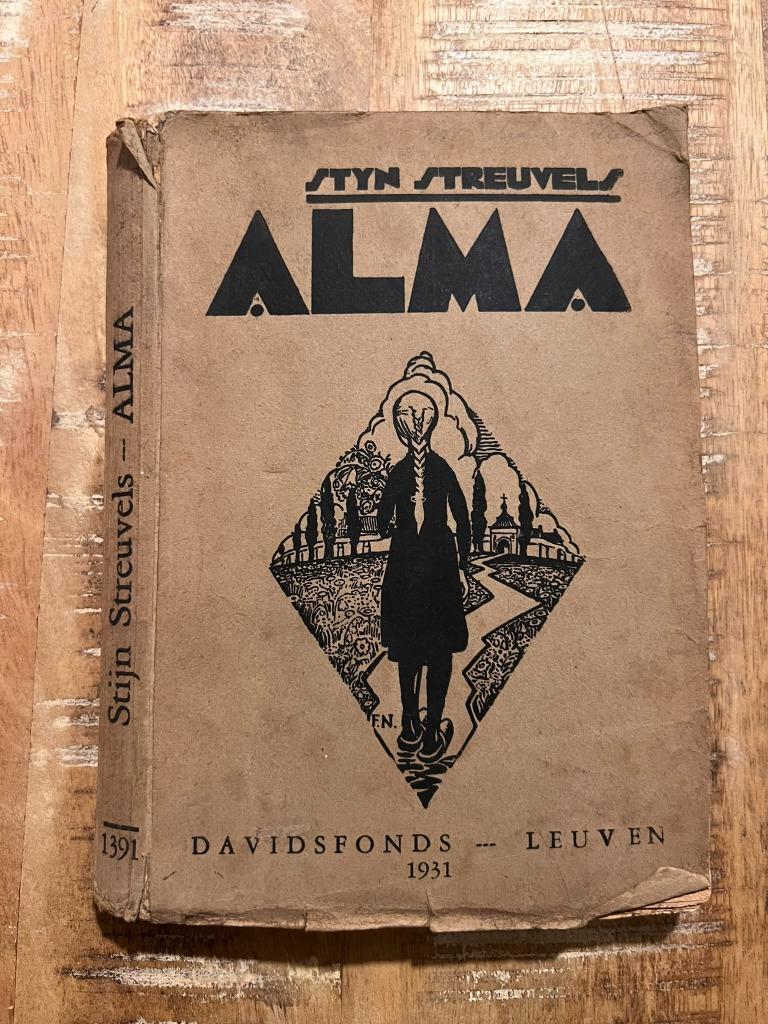 STYN STREUVELS
ALMA
F.N.
DAVIDSFONDS --- LEUVEN
1931
Stijn Streuvels -- ALMA
1391